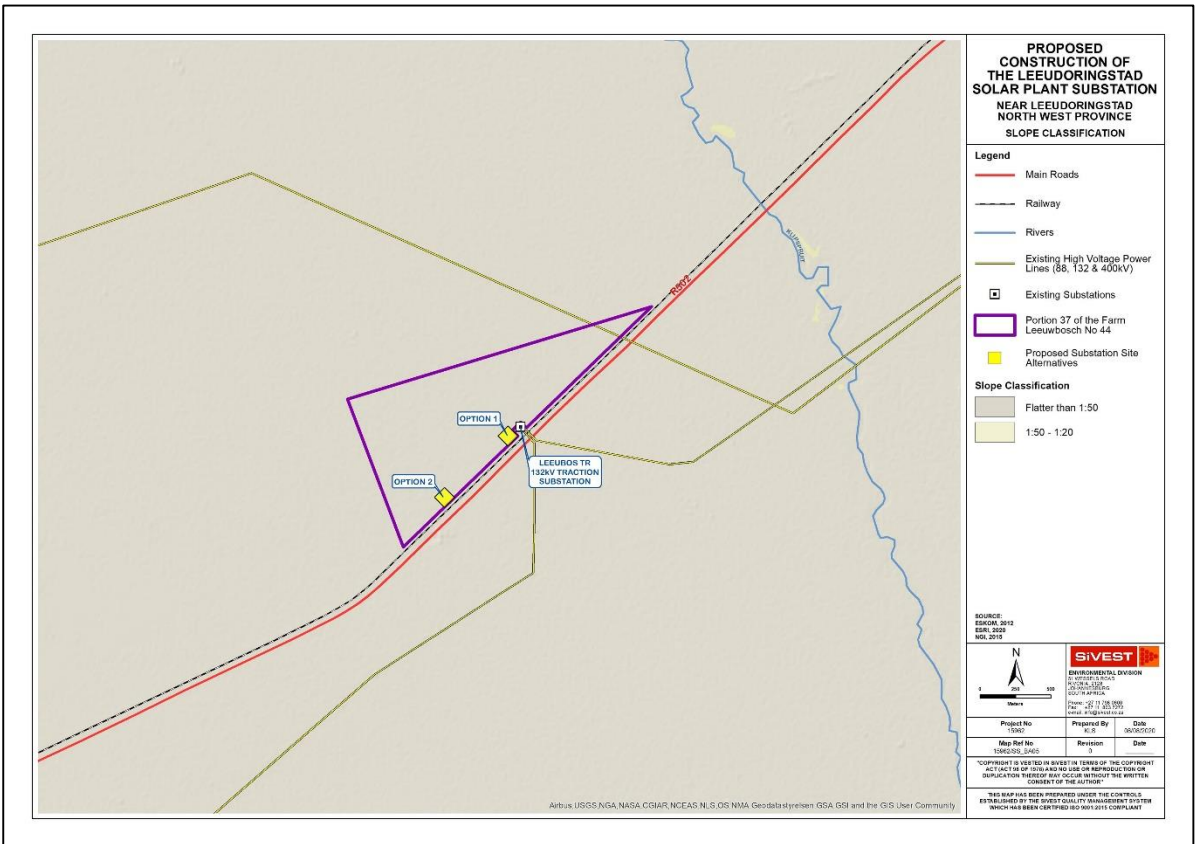 PROPOSED
CONSTRUCTION OF
THE LEEUDORINGSTAD
SOLAR PLANT SUBSTATION
NEAR LEEUDORINGSTAD
NORTH WEST PROVINCE
SLOPE CLASSIFICATION
Legend
Main Roads
Railway
Rivers
Existing High Voltage Power
Lines (88, 132 & 400kV)
Existing Substations
Portion 37 of the Farm
Leeuwbosch No 44
Proposed Substation Site
Alternatives
Slope Classification
Flatter than 1:50
1:50 - 1:20
R502
OPTION 1
LEEUBOS TR
132kV TRACTION
SUBSTATION
OPTION 2
SOURCE:
ESKOM, 2012
ESRI, 2020
NGI, 2018
N
0 250 500
Meters
SiVEST
ENVIRONMENTAL DIVISION
51 WESSELS ROAD
RIVONIA, 2128
JOHANNESBURG
SOUTH AFRICA
Project No
15962
Prepared By
KLS
Date
Map Ref No
Revision
0
Date
"COPYRIGHT IS VESTED IN SIVEST IN TERMS OF THE COPYRIGHT
ACT (ACT 98 OF 1978) AND NO USE OR REPRODUCTION OR
DUPLICATION THEREOF MAY OCCUR WITHOUT THE WRITTEN
CONSENT OF THE AUTHOR"
THIS MAP HAS BEEN PREPARED UNDER THE CONTROLS
ESTABLISHED BY THE SIVEST QUALITY MANAGEMENT SYSTEM
WHICH HAS BEEN CERTIFIED ISO 9001:2015 COMPLIANT
Airbus,USGS,NGA,NASA,CGIAR,NCEAS,NLS,OS,NMA,Geodatastyrelsen,GSA,GSI and the GIS User Community